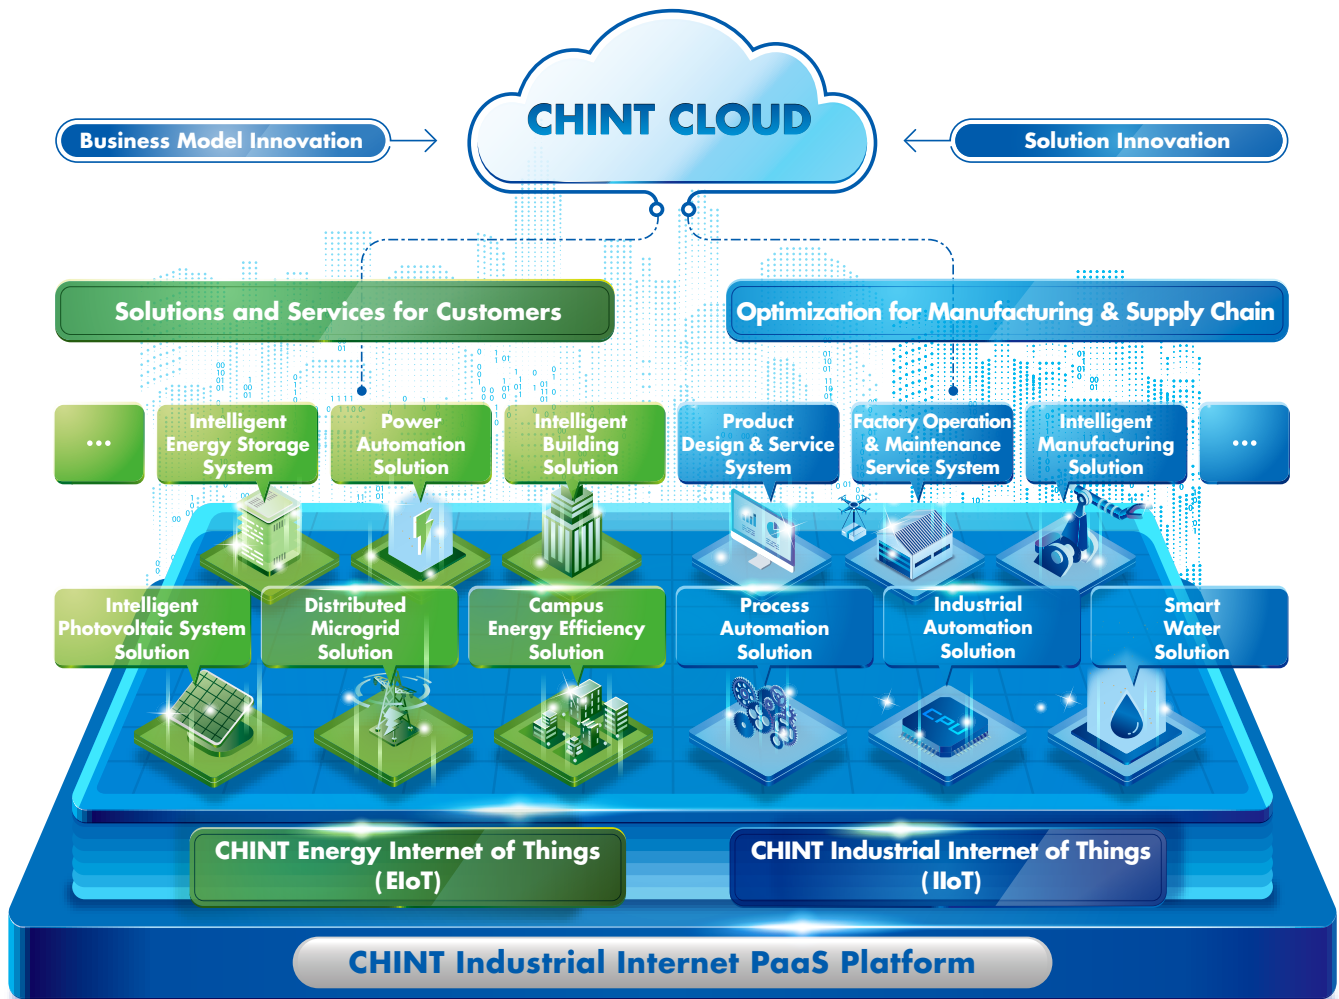 CHINT CLOUD
Business Model Innovation
Solution Innovation
Solutions and Services for Customers
Optimization for Manufacturing & Supply Chain
...
Intelligent
Energy Storage
System
Power
Automation
Solution
Intelligent
Building
Solution
Product
Design & Service
System
Factory Operation
& Maintenance
Service System
Intelligent
Manufacturing
Solution
...
Intelligent
Photovoltaic System
Solution
Distributed
Microgrid
Solution
Campus
Energy Efficiency
Solution
Process
Automation
Solution
Industrial
Automation
Solution
Smart
Water
Solution
CPU
CHINT Energy Internet of Things
(EIoT)
CHINT Industrial Internet of Things
(IIoT)
CHINT Industrial Internet PaaS Platform